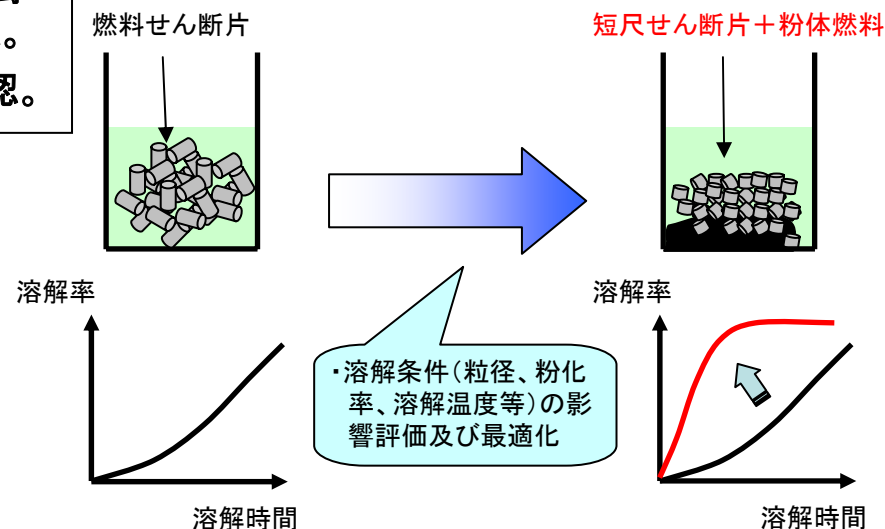 。
認。
燃料せん断片
短尺せん断片＋粉体燃料
溶解率
溶解時間
・溶解条件（粒径、粉化
率、溶解温度等）の影
響評価及び最適化
溶解率
溶解時間